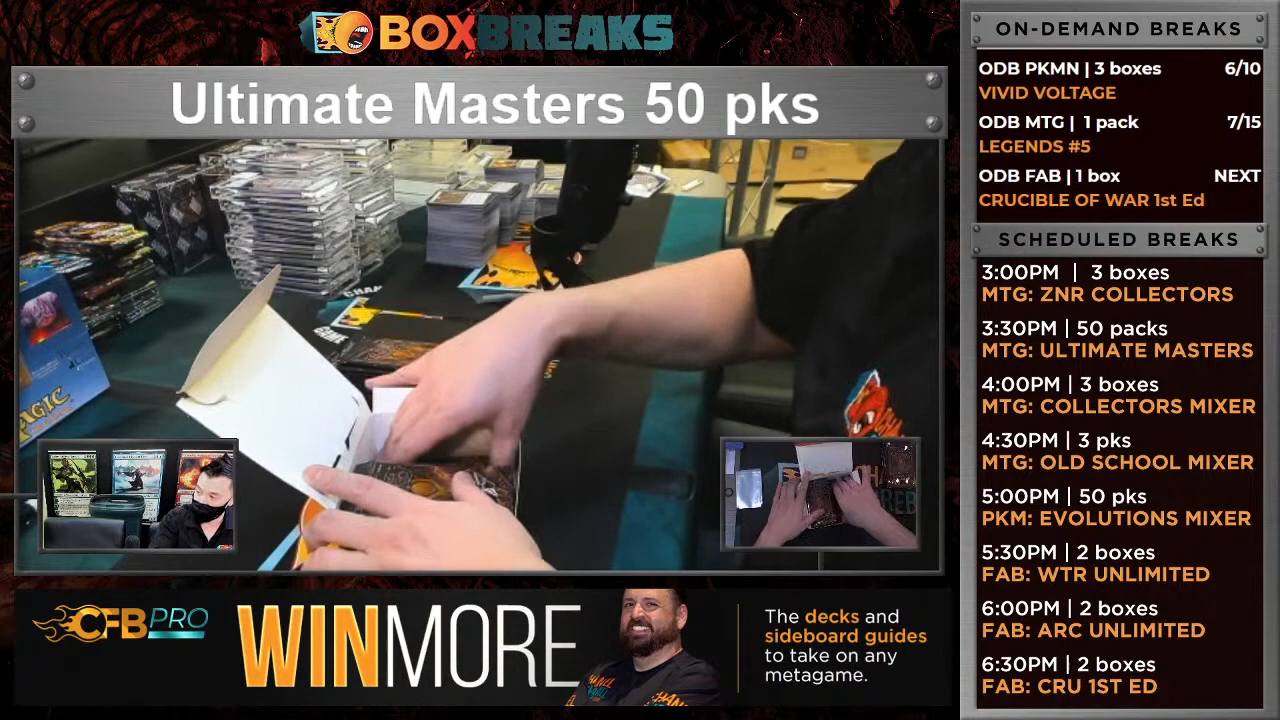 BOXBREAKS
Ultimate Masters 50 pks
CHAN
GAME
MAGIC
CFBPRO
WINMORE
The decks and
sideboard guides
to take on any
metagame.
ON-DEMAND BREAKS
ODB PKMN | 3 boxes 6/10
VIVID VOLTAGE
ODB MTG | 1 pack 7/15
LEGENDS #5
ODB FAB | 1 box NEXT
CRUCIBLE OF WAR 1st Ed
SCHEDULED BREAKS
3:00PM | 3 boxes
MTG: ZNR COLLECTORS
3:30PM | 50 packs
MTG: ULTIMATE MASTERS
4:00PM | 3 boxes
MTG: COLLECTORS MIXER
4:30PM | 3 pks
MTG: OLD SCHOOL MIXER
5:00PM | 50 pks
PKM: EVOLUTIONS MIXER
5:30PM | 2 boxes
FAB: WTR UNLIMITED
6:00PM | 2 boxes
FAB: ARC UNLIMITED
6:30PM | 2 boxes
FAB: CRU 1ST ED